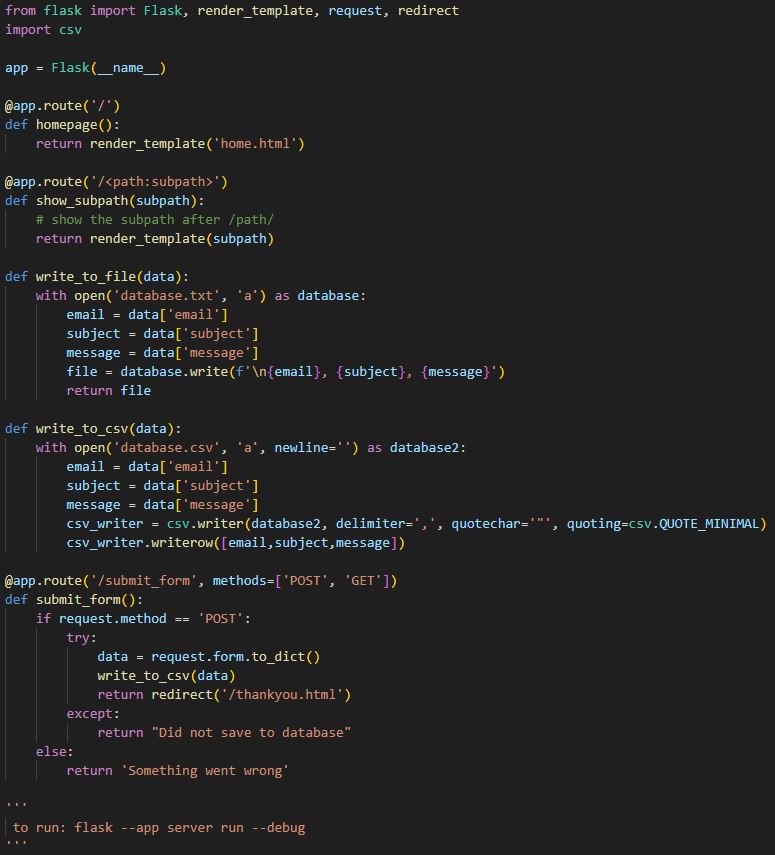 from flask import Flask, render_template, request, redirect
import csv

app = Flask(__name__)

@app.route('/')
def homepage():
    return render_template('home.html')

@app.route('/<path:subpath>')
def show_subpath(subpath):
    # show the subpath after /path/
    return render_template(subpath)

def write_to_file(data):
    with open('database.txt', 'a') as database:
        email = data['email']
        subject = data['subject']
        message = data['message']
        file = database.write(f'\n{email}, {subject}, {message}')
        return file

def write_to_csv(data):
    with open('database.csv', 'a', newline='') as database2:
        email = data['email']
        subject = data['subject']
        message = data['message']
        csv_writer = csv.writer(database2, delimiter=',', quotechar='"', quoting=csv.QUOTE_MINIMAL)
        csv_writer.writerow([email,subject,message])

@app.route('/submit_form', methods=['POST', 'GET'])
def submit_form():
    if request.method == 'POST':
        try:
            data = request.form.to_dict()
            write_to_csv(data)
            return redirect('/thankyou.html')
        except:
            return "Did not save to database"
    else:
        return 'Something went wrong'

'''
 to run: flask --app server run --debug
'''